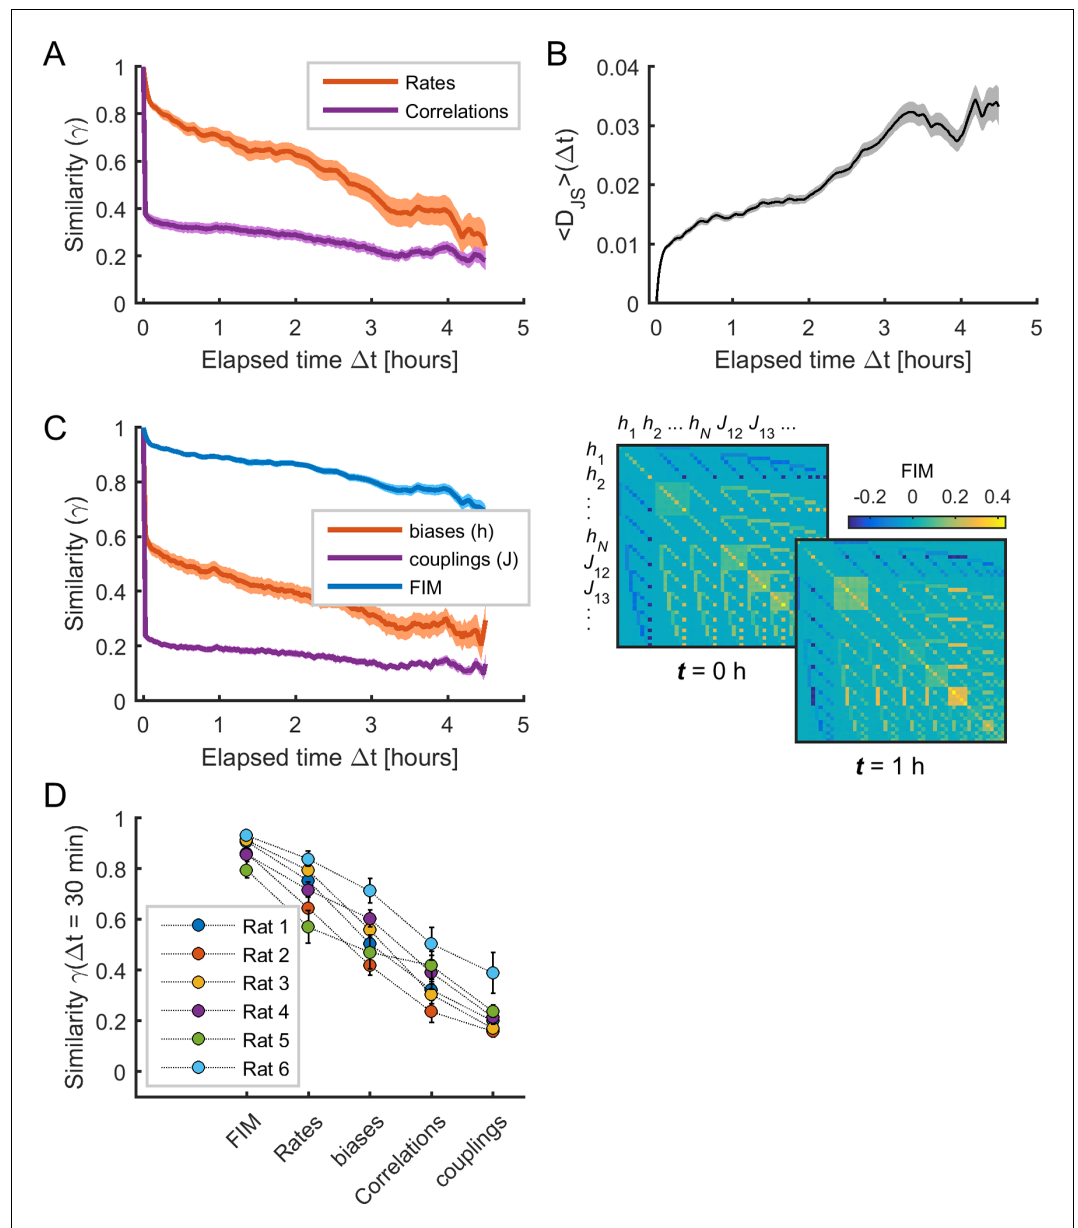 A
1
0.8
0.6
0.4
0.2
0
Similarity (γ)
Rates
Correlations
0 1 2 3 4 5
Elapsed time Δt [hours]
B
0.04
0.03
0.02
0.01
0
<D_JS>(Δt)
0 1 2 3 4 5
Elapsed time Δt [hours]
C
1
0.8
0.6
0.4
0.2
0
Similarity (γ)
biases (h)
couplings (J)
FIM
0 1 2 3 4 5
Elapsed time Δt [hours]
h_1 h_2 ... h_N J_12 J_13 ...
h_1
h_2
:
h_N
J_12
J_13
:
FIM
-0.2 0 0.2 0.4
t = 0 h
t = 1 h
D
1
0.8
0.6
0.4
0.2
0
Similarity γ(Δt = 30 min)
Rat 1
Rat 2
Rat 3
Rat 4
Rat 5
Rat 6
FIM
Rates
biases
Correlations
couplings